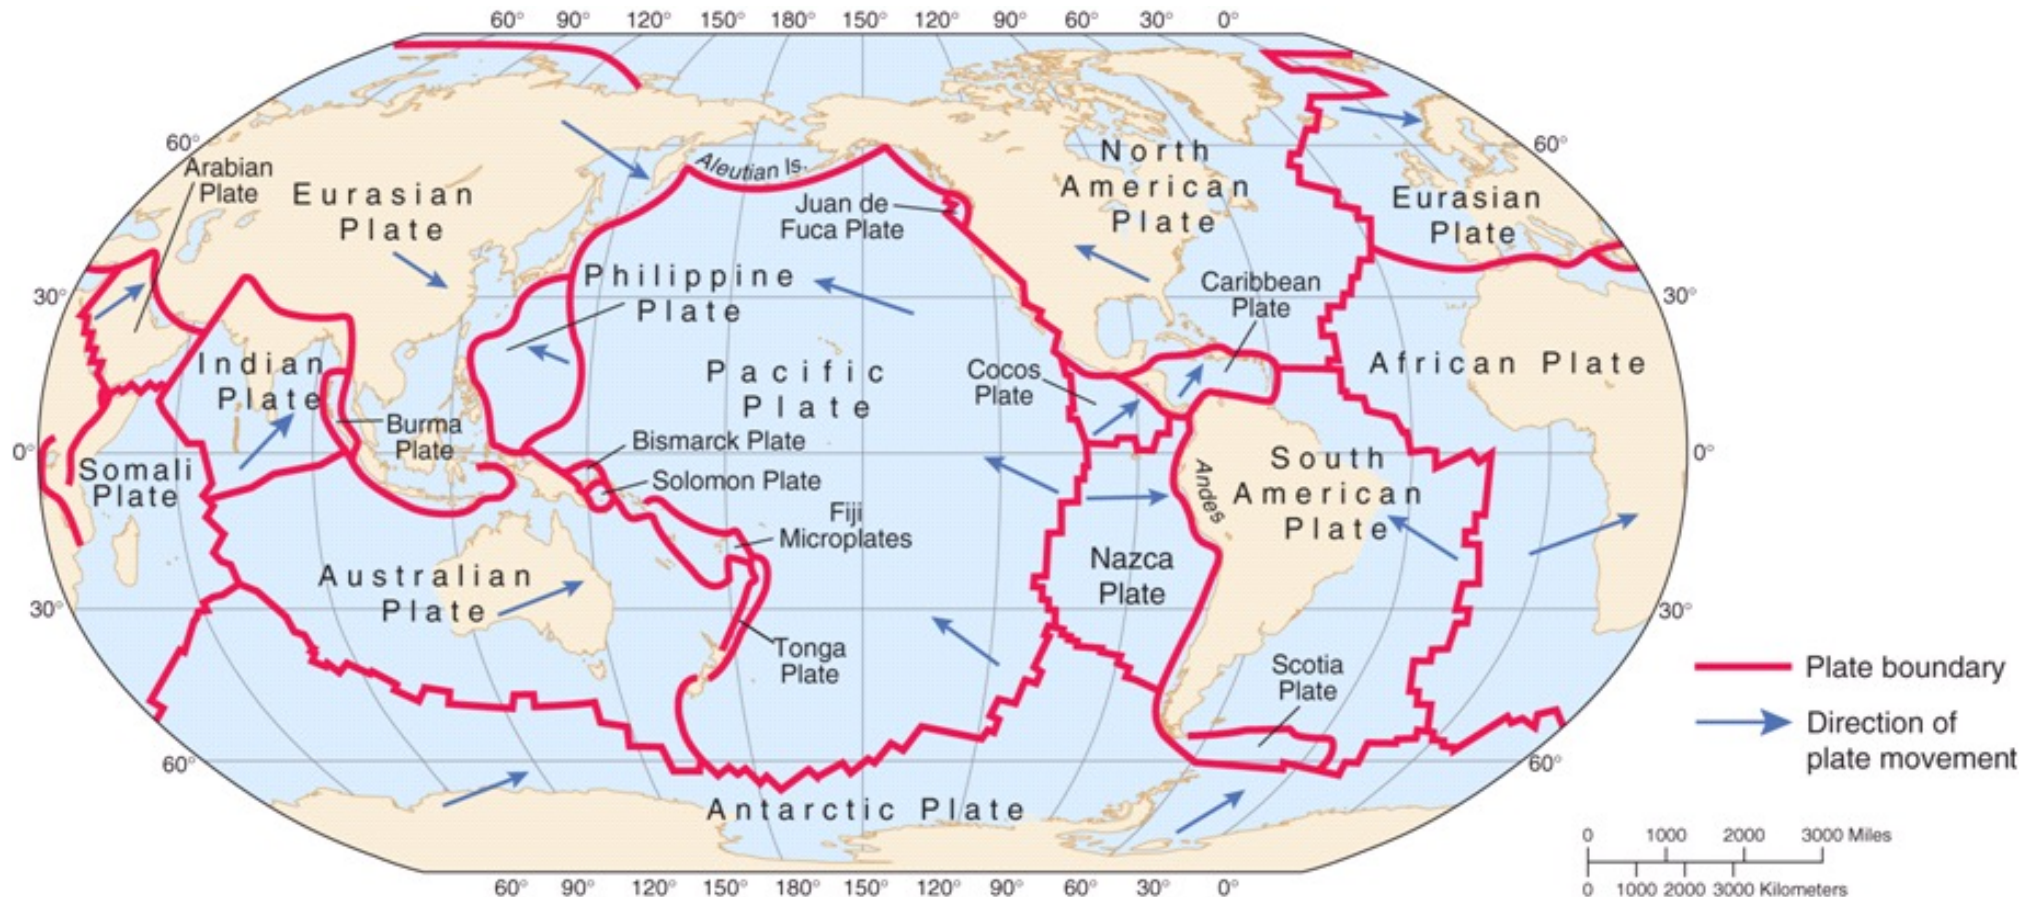 60° 90° 120° 150° 180° 150° 120° 90° 60° 30° 0°
60°
60°
Arabian
Plate
Eurasian
Plate
Aleutian Is.
Juan de
Fuca Plate
North
American
Plate
Eurasian
Plate
30°
30°
Philippine
Plate
Caribbean
Plate
Indian
Plate
Pacific
Plate
Cocos
Plate
African Plate
Burma
Plate
Bismarck Plate
0°
0°
Somali
Plate
Solomon Plate
Andes
South
American
Plate
Fiji
Microplates
Australian
Plate
Nazca
Plate
30°
30°
Tonga
Plate
Scotia
Plate
Plate boundary
Direction of
plate movement
60°
60°
Antarctic Plate
0 1000 2000 3000 Miles
0 1000 2000 3000 Kilometers
60° 90° 120° 150° 180° 150° 120° 90° 60° 30° 0°